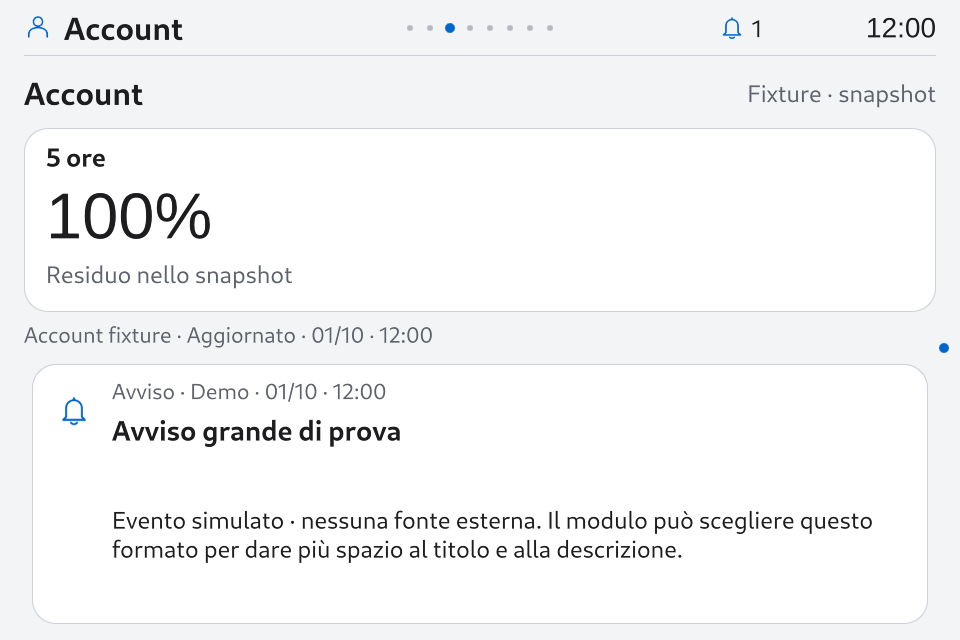 Account
1
12:00
Account
Fixture · snapshot
5 ore
100%
Residuo nello snapshot
Account fixture · Aggiornato · 01/10 · 12:00
Avviso · Demo · 01/10 · 12:00
Avviso grande di prova
Evento simulato · nessuna fonte esterna. Il modulo può scegliere questo
formato per dare più spazio al titolo e alla descrizione.